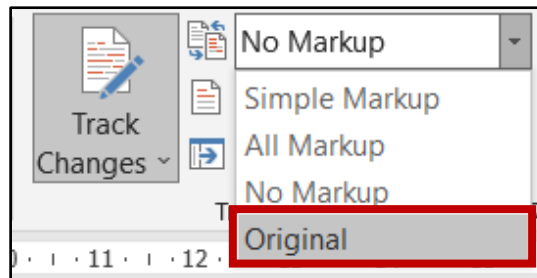 No Markup
Simple Markup
Track
All Markup
Changes
No Markup
T
Original
11 12